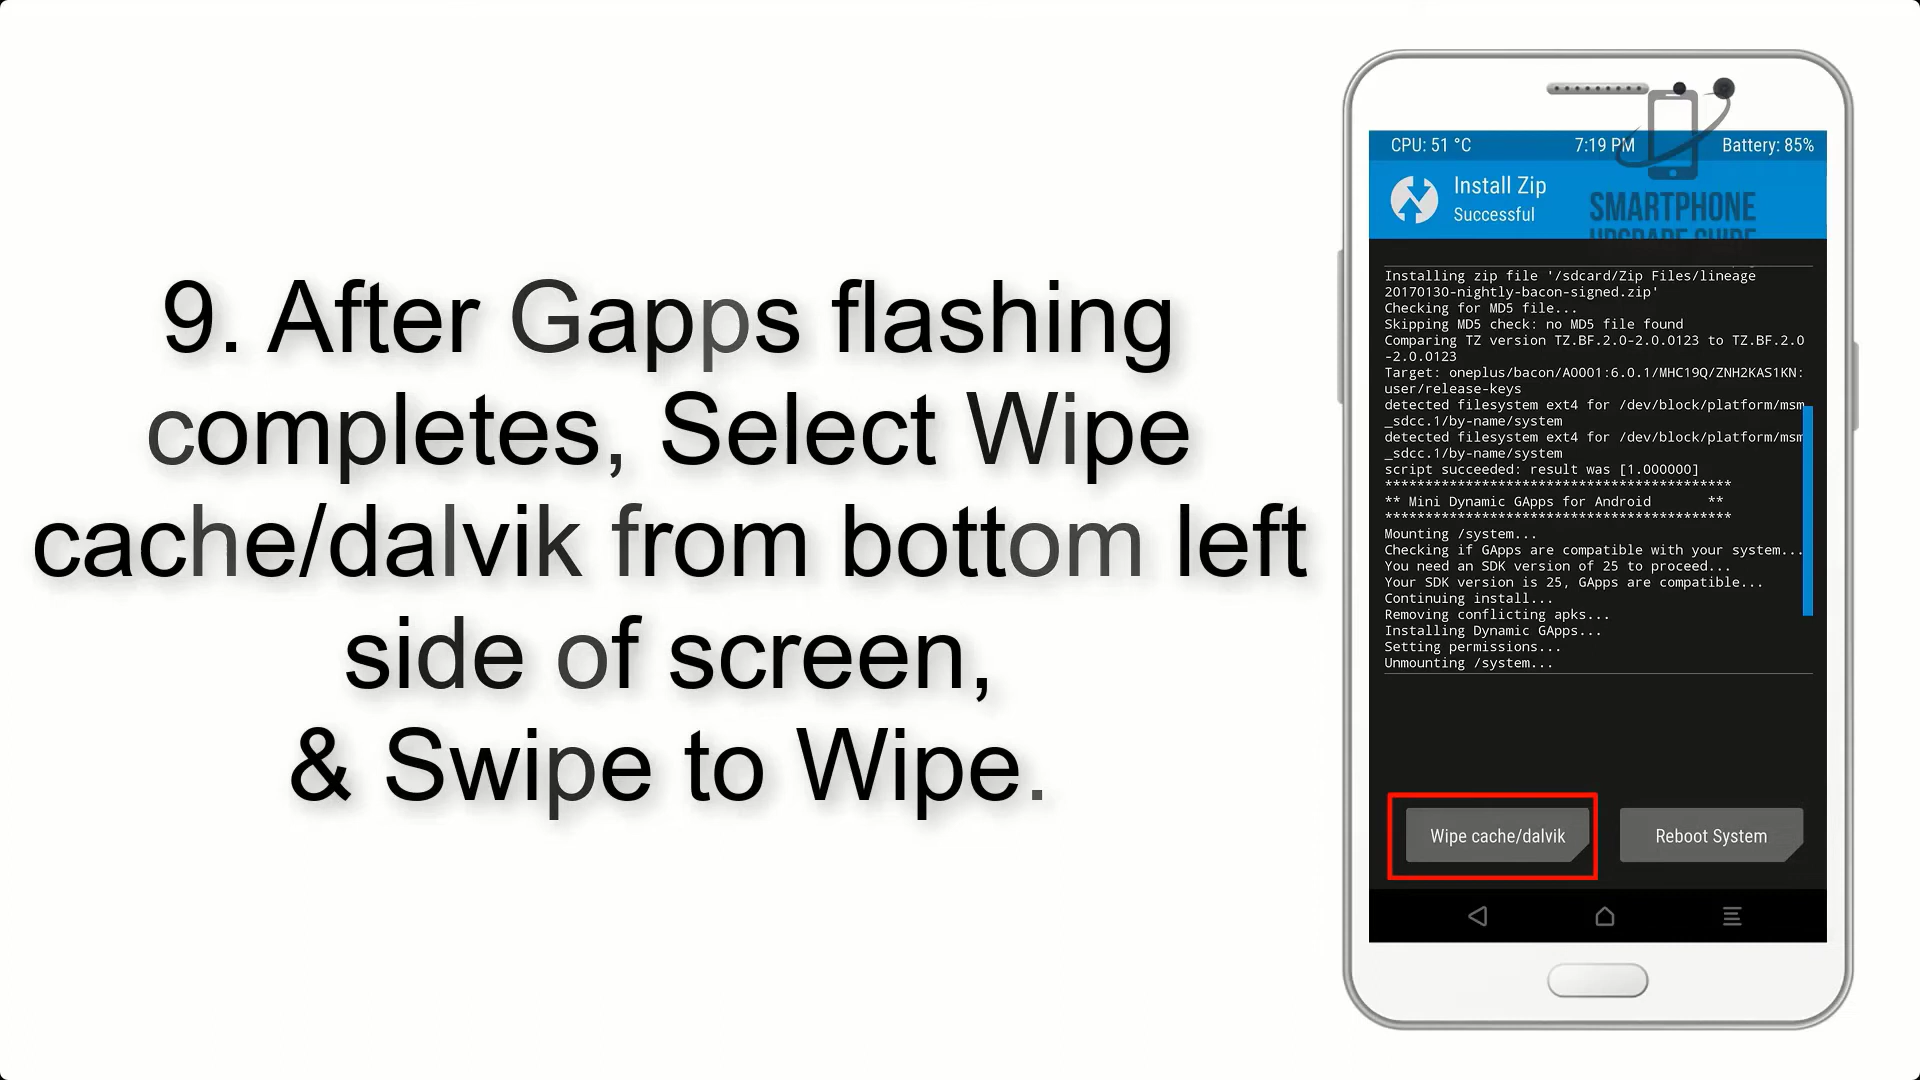 9. After Gapps flashing
completes, Select Wipe
cache/dalvik from bottom left
side of screen,
& Swipe to Wipe.
CPU: 51 °C 7:19 PM Battery: 85%
Install Zip
Successful
SMARTPHONE
UPGRADE GUIDE
Installing zip file '/sdcard/Zip Files/lineage
20170130-nightly-bacon-signed.zip'
Checking for MD5 file...
Skipping MD5 check: no MD5 file found
Comparing TZ version TZ.BF.2.0-2.0.0123 to TZ.BF.2.0
-2.0.0123
Target: oneplus/bacon/A0001:6.0.1/MHC19Q/ZNH2KAS1KN:
user/release-keys
detected filesystem ext4 for /dev/block/platform/msm
_sdcc.1/by-name/system
detected filesystem ext4 for /dev/block/platform/msm
_sdcc.1/by-name/system
script succeeded: result was [1.000000]
*******************************************
** Mini Dynamic GApps for Android **
*******************************************
Mounting /system...
Checking if GApps are compatible with your system...
You need an SDK version of 25 to proceed...
Your SDK version is 25, GApps are compatible...
Continuing install...
Removing conflicting apks...
Installing Dynamic GApps...
Setting permissions...
Unmounting /system...
Wipe cache/dalvik Reboot System